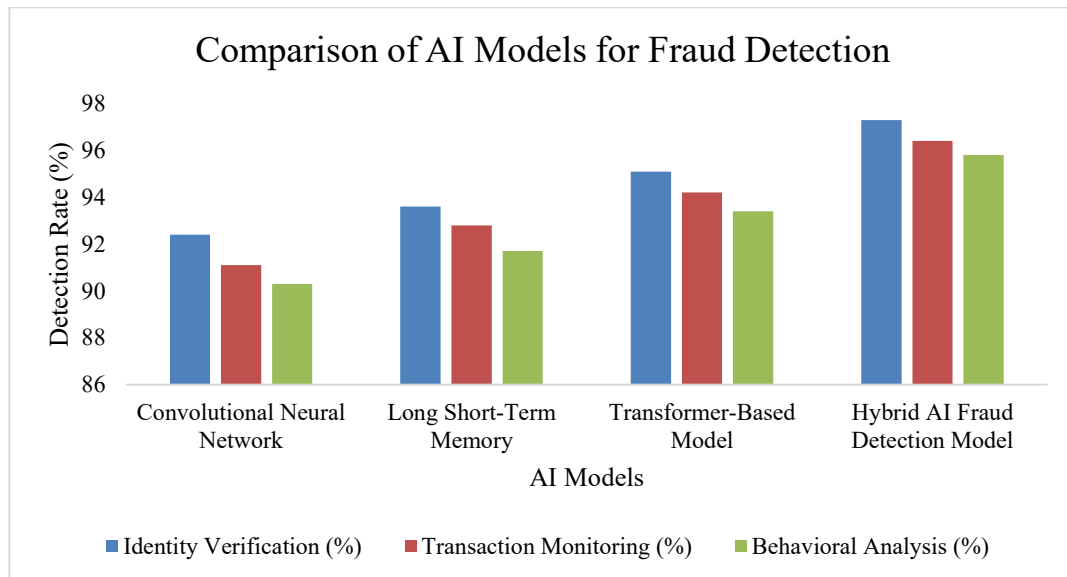 Comparison of AI Models for Fraud Detection
Detection Rate (%)
98
96
94
92
90
88
86
Convolutional Neural
Network
Long Short-Term
Memory
Transformer-Based
Model
Hybrid AI Fraud
Detection Model
AI Models
Identity Verification (%)
Transaction Monitoring (%)
Behavioral Analysis (%)